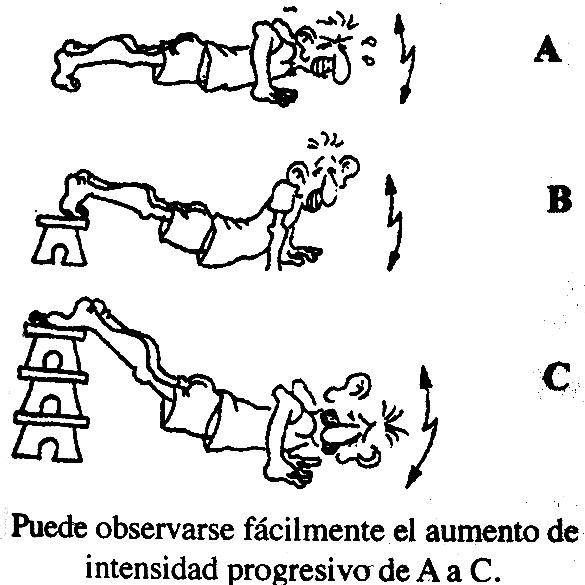 A
B
C
Puede observarse fácilmente el aumento de
intensidad progresivo de A a C.